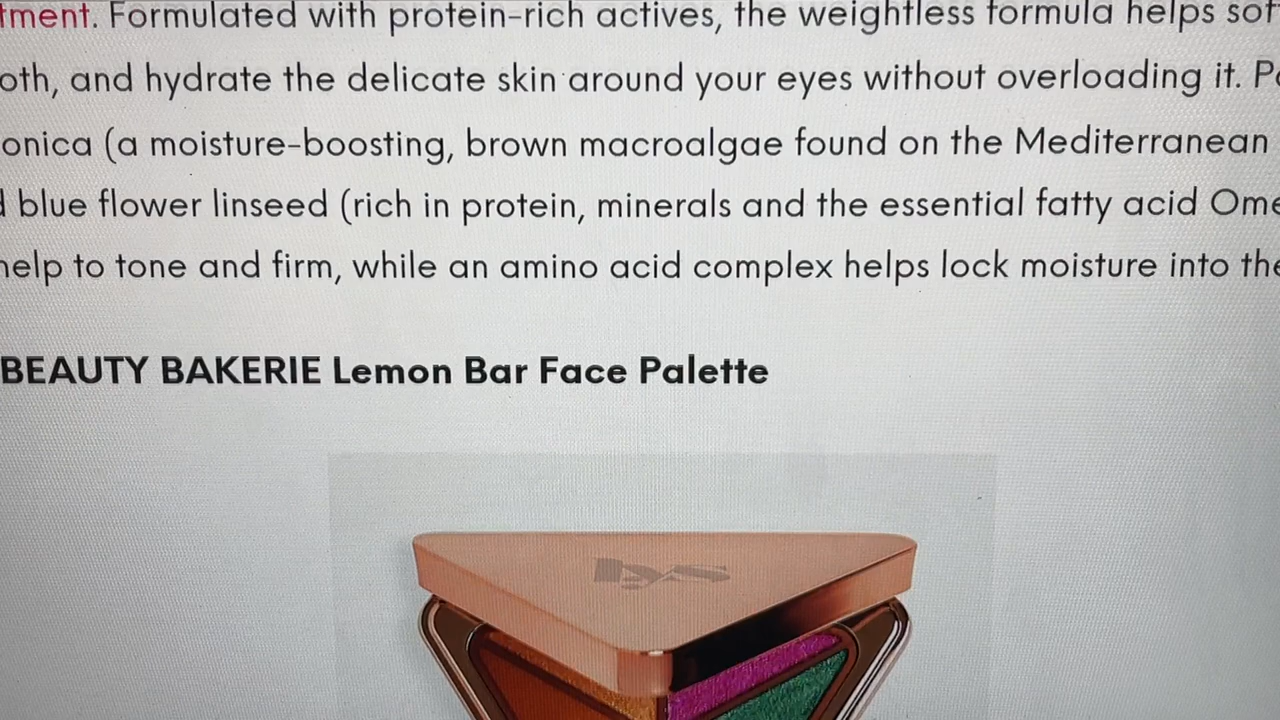 tment. Formulated with protein-rich actives, the weightless formula helps sof
oth, and hydrate the delicate skin around your eyes without overloading it. P
onica (a moisture-boosting, brown macroalgae found on the Mediterranean
d blue flower linseed (rich in protein, minerals and the essential fatty acid Ome
help to tone and firm, while an amino acid complex helps lock moisture into the
BEAUTY BAKERIE Lemon Bar Face Palette
lys